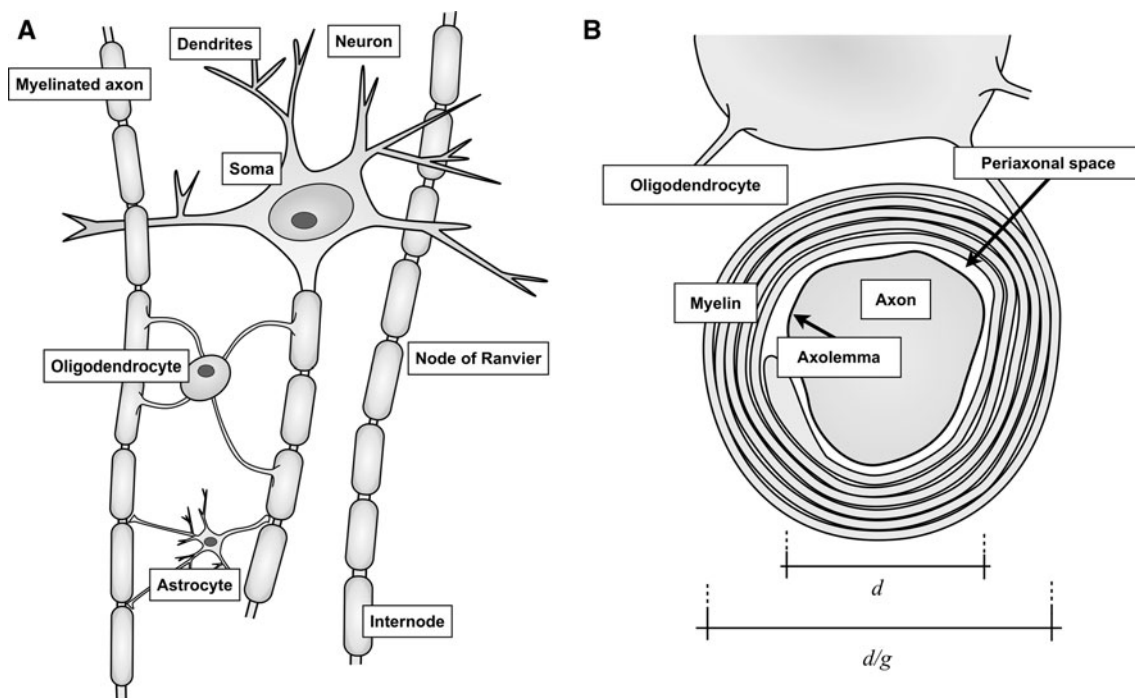 A
Dendrites
Neuron
Myelinated axon
Soma
Oligodendrocyte
Node of Ranvier
Astrocyte
Internode
B
Oligodendrocyte
Periaxonal space
Myelin
Axon
Axolemma
d
d/g